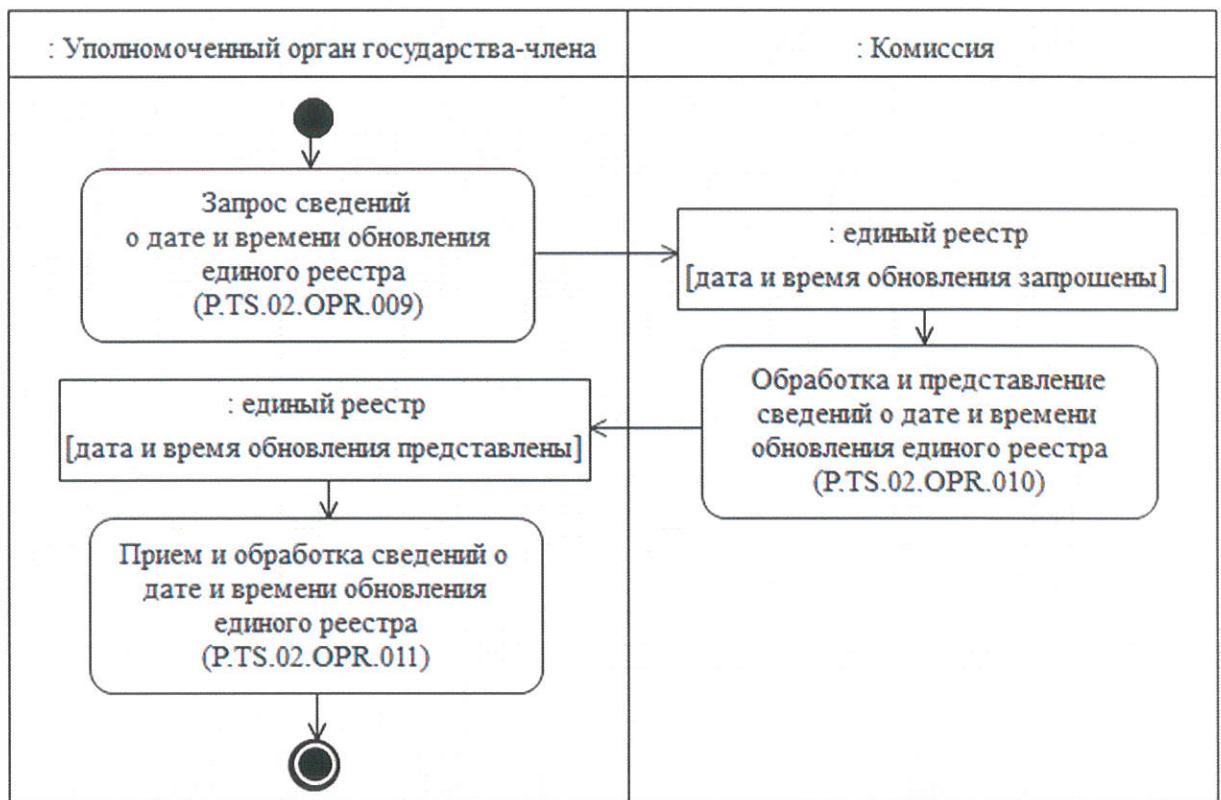 : Уполномоченный орган государства-члена
: Комиссия
Запрос сведений
о дате и времени обновления
единого реестра
(P.TS.02.OPR.009)
: единый реестр
[дата и время обновления запрошены]
Обработка и представление
сведений о дате и времени
обновления единого реестра
(P.TS.02.OPR.010)
: единый реестр
[дата и время обновления представлены]
Прием и обработка сведений о
дате и времени обновления
единого реестра
(P.TS.02.OPR.011)